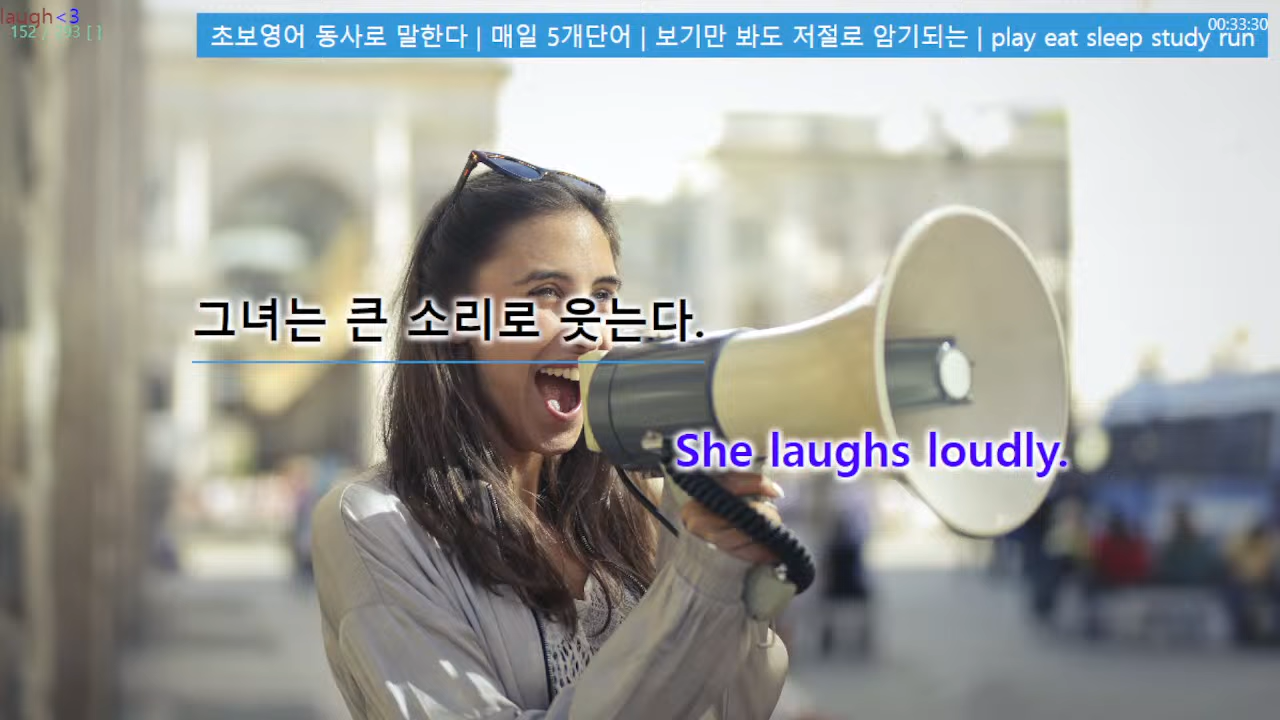 laugh<3
152 / 193 [ ]
초보영어 동사로 말한다 | 매일 5개단어 | 보기만 봐도 저절로 암기되는 | play eat sleep study run
00:33:30
그녀는 큰 소리로 웃는다.
She laughs loudly.